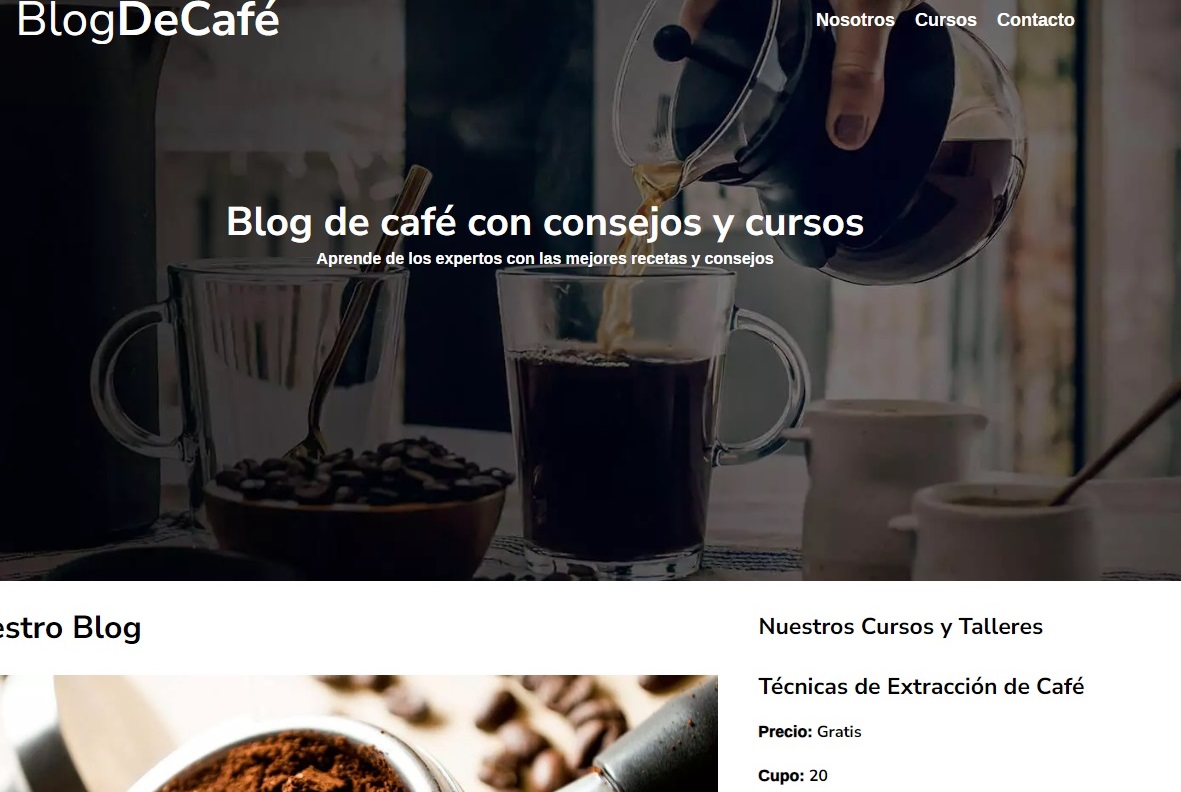 BlogDeCafé
Nosotros Cursos Contacto
Blog de café con consejos y cursos
Aprende de los expertos con las mejores recetas y consejos
estro Blog
Nuestros Cursos y Talleres
Técnicas de Extracción de Café
Precio: Gratis
Cupo: 20